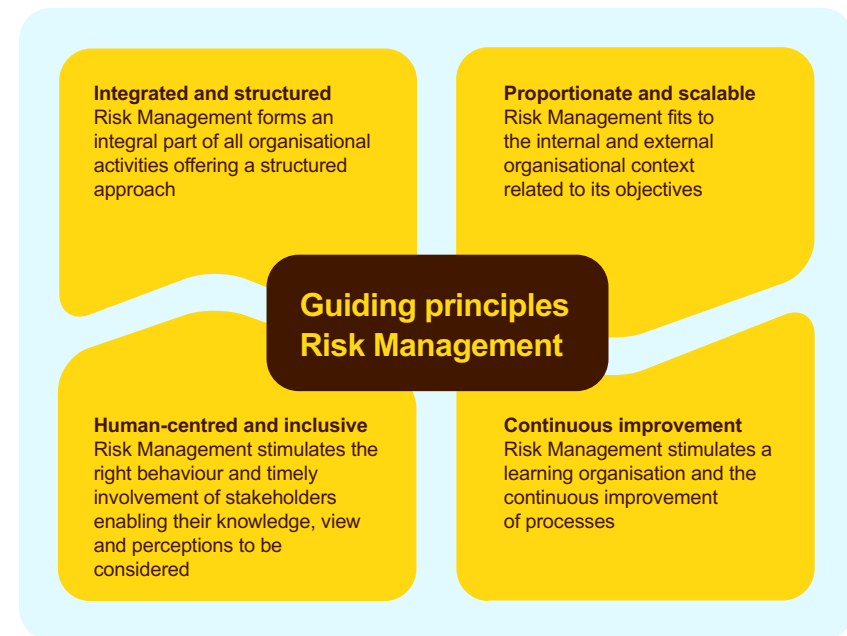 Integrated and structured
Risk Management forms an
integral part of all organisational
activities offering a structured
approach
Proportionate and scalable
Risk Management fits to
the internal and external
organisational context
related to its objectives
Guiding principles
Risk Management
Human-centred and inclusive
Risk Management stimulates the
right behaviour and timely
involvement of stakeholders
enabling their knowledge, view
and perceptions to be
considered
Continuous improvement
Risk Management stimulates a
learning organisation and the
continuous improvement
of processes